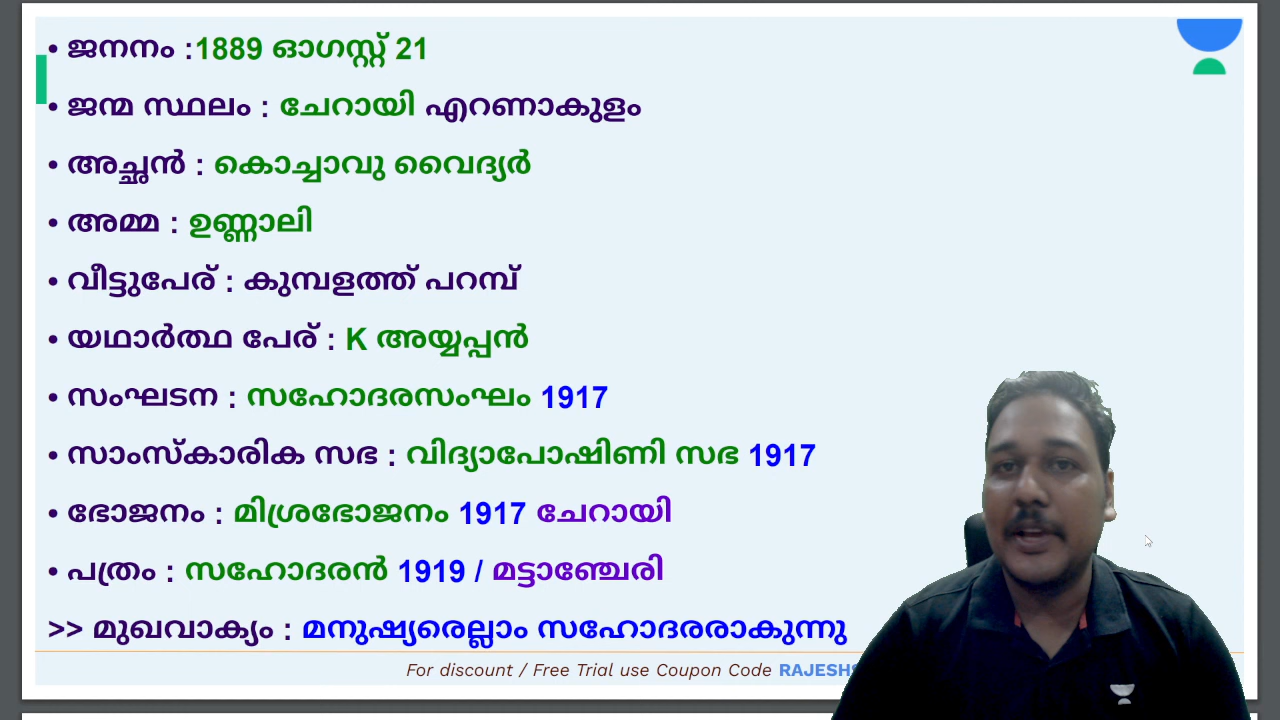 • ജനനം :1889 ഓഗസ്റ്റ് 21
• ജന്മ സ്ഥലം : ചേറായി എറണാകുളം
• അച്ഛൻ : കൊച്ചാവു വൈദ്യർ
• അമ്മ : ഉണ്ണാലി
• വീട്ടുപേര് : കുമ്പളത്ത് പറമ്പ്
• യഥാർത്ഥ പേര് : K അയ്യപ്പൻ
• സംഘടന : സഹോദരസംഘം 1917
• സാംസ്കാരിക സഭ : വിദ്യാപോഷിണി സഭ 1917
• ഭോജനം : മിശ്രഭോജനം 1917 ചേറായി
• പത്രം : സഹോദരൻ 1919 / മട്ടാഞ്ചേരി
>> മുഖവാക്യം : മനുഷ്യരെല്ലാം സഹോദരരാകുന്നു
For discount / Free Trial use Coupon Code